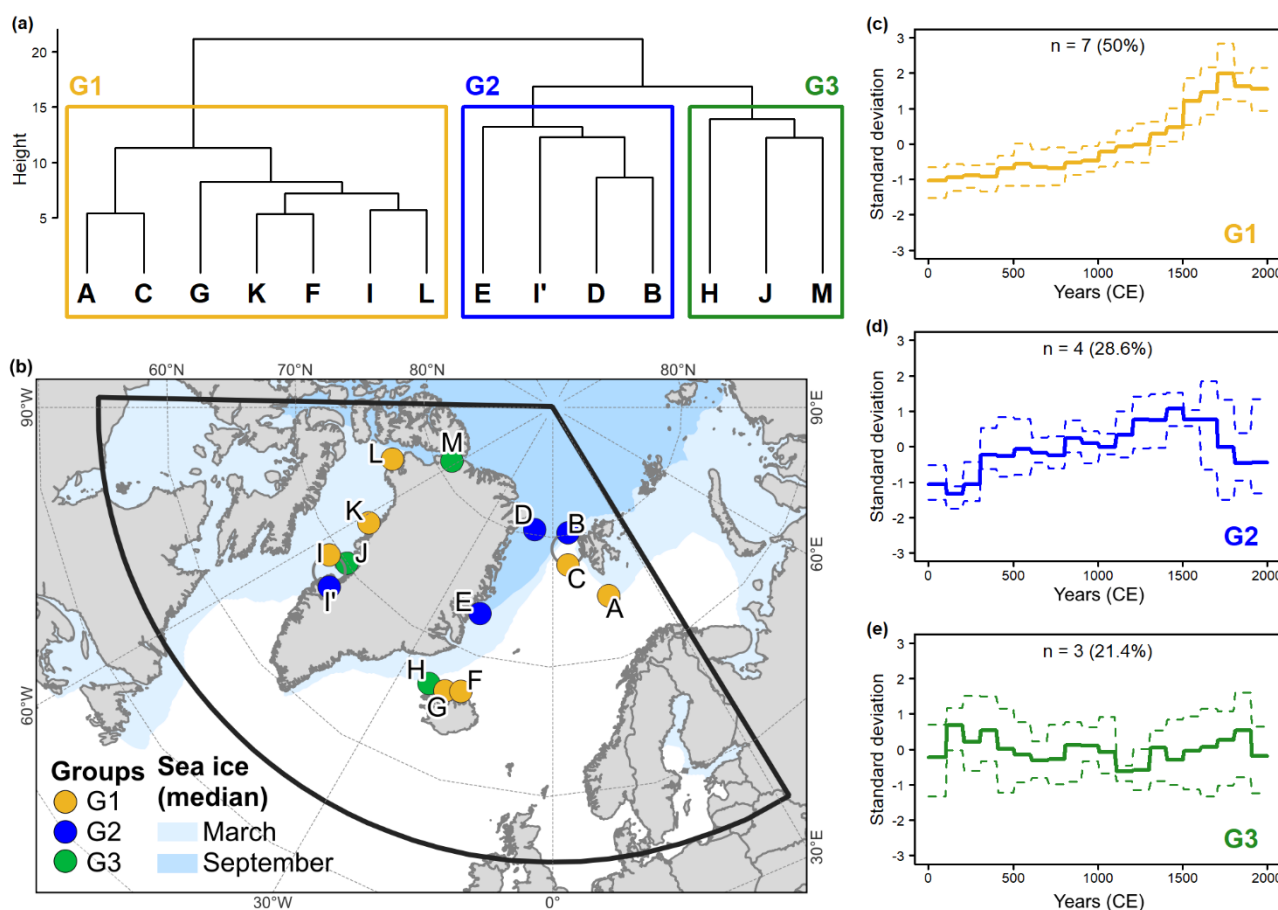 (a)
20
15
10
5
Height
G1
G2
G3
A C G K F I L E I' D B H J M
(b)
60°N 70°N 80°N 80°N
90°W
90°E
60°E
60°W
30°E
30°W 0°
L
M
K
D
B
I
J
C
I'
A
E
H
F
G
Groups
G1
G2
G3
Sea ice
(median)
March
September
(c)
n = 7 (50%)
3
2
1
0
-1
-2
-3
Standard deviation
G1
0 500 1000 1500 2000
Years (CE)
(d)
n = 4 (28.6%)
3
2
1
0
-1
-2
-3
Standard deviation
G2
0 500 1000 1500 2000
Years (CE)
(e)
n = 3 (21.4%)
3
2
1
0
-1
-2
-3
Standard deviation
G3
0 500 1000 1500 2000
Years (CE)